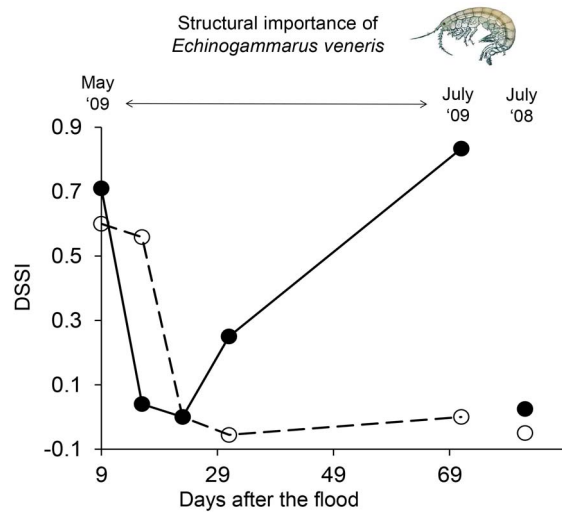 Structural importance of
Echinogammarus veneris
May
‘09
July
‘09
July
‘08
0.9
0.7
0.5
0.3
0.1
-0.1
DSSI
9
29
49
69
Days after the flood